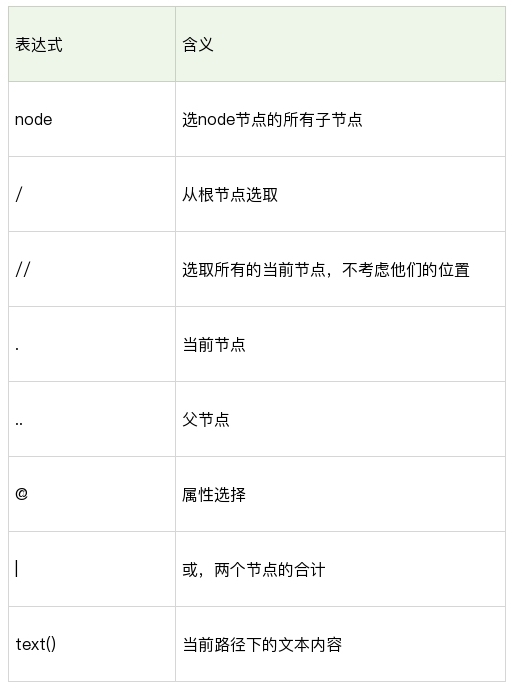 表达式 含义
node 选node节点的所有子节点
/ 从根节点选取
// 选取所有的当前节点，不考虑他们的位置
. 当前节点
.. 父节点
@ 属性选择
| 或，两个节点的合计
text() 当前路径下的文本内容